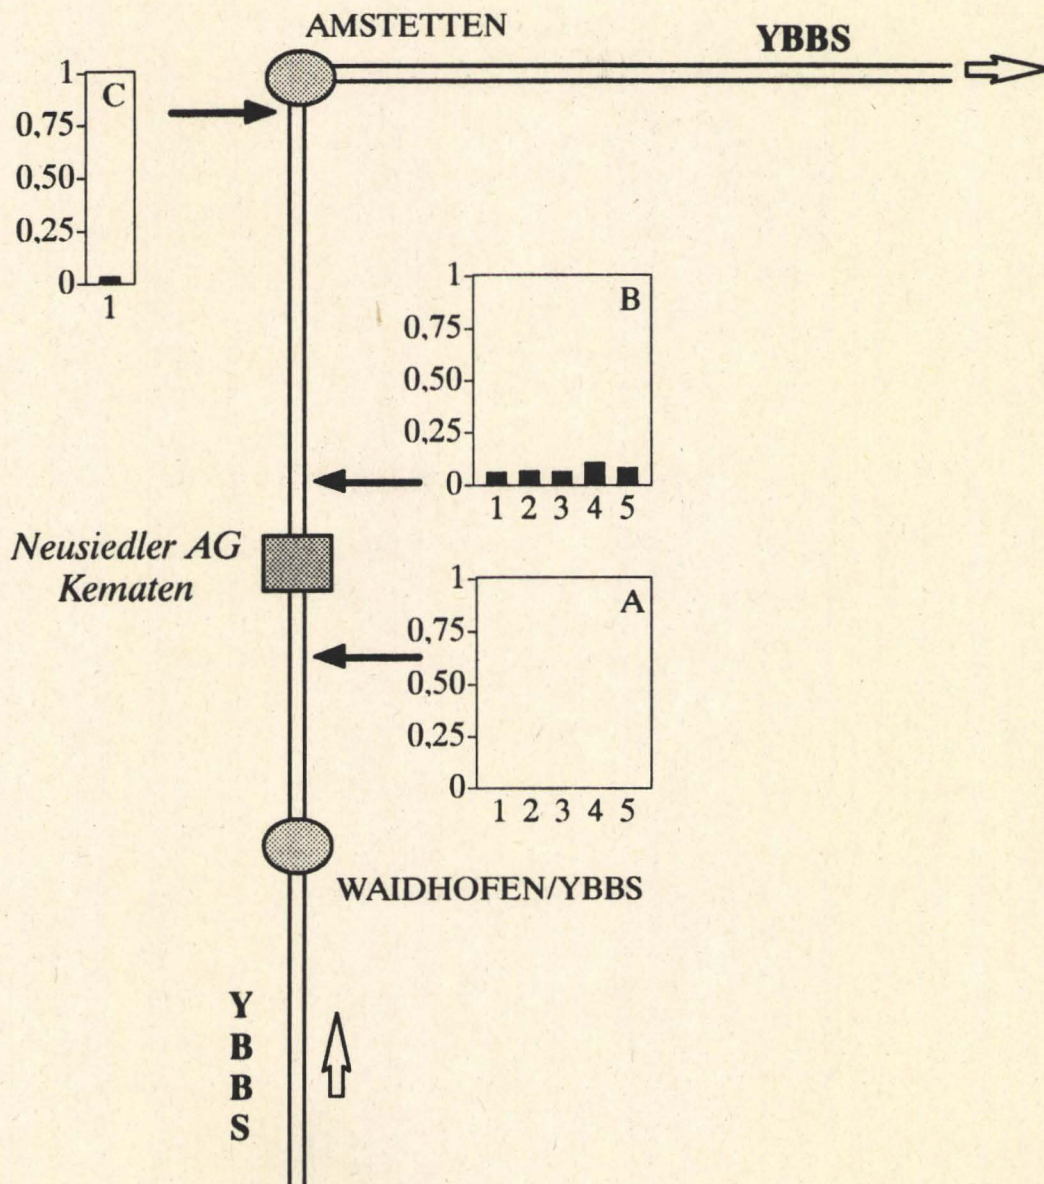 AMSTETTEN
YBBS
C
1
0,75
0,50
0,25
0
1
B
1
0,75
0,50
0,25
0
1 2 3 4 5
Neusiedler AG
Kematen
A
1
0,75
0,50
0,25
0
1 2 3 4 5
WAIDHOFEN/YBBS
Y
B
B
S